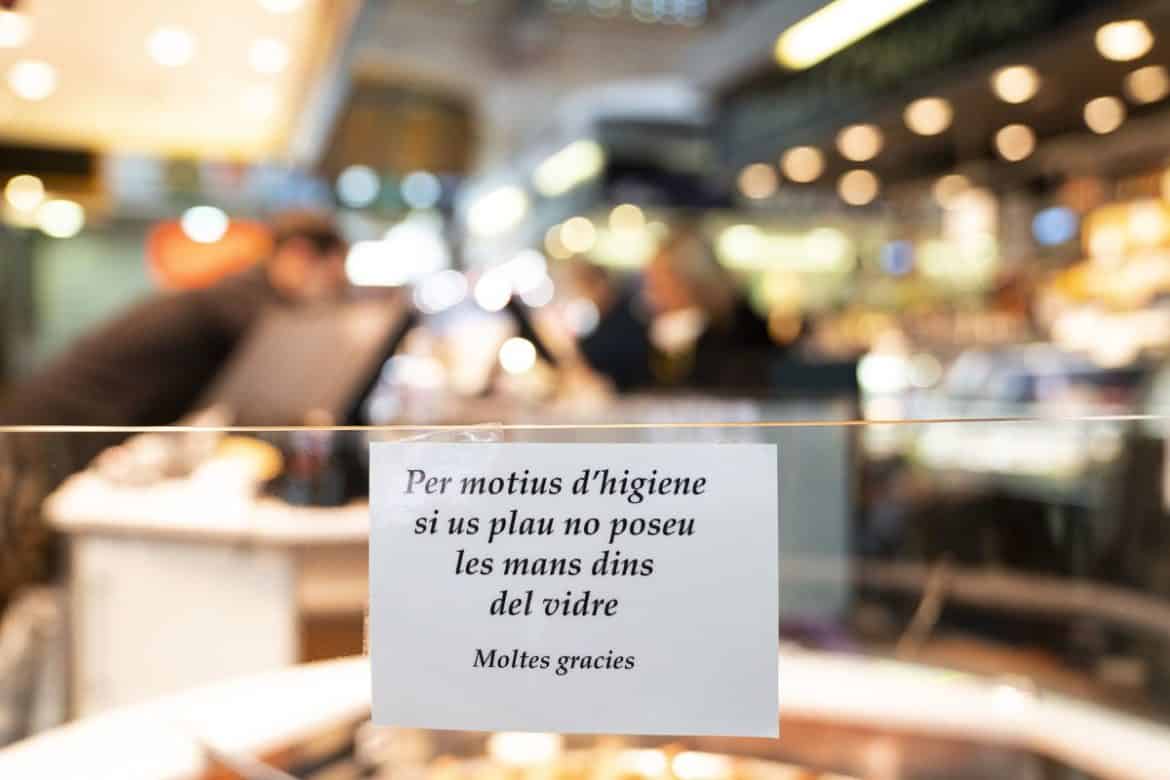 Per motius d'higiene
si us plau no poseu
les mans dins
del vidre
Moltes gracies